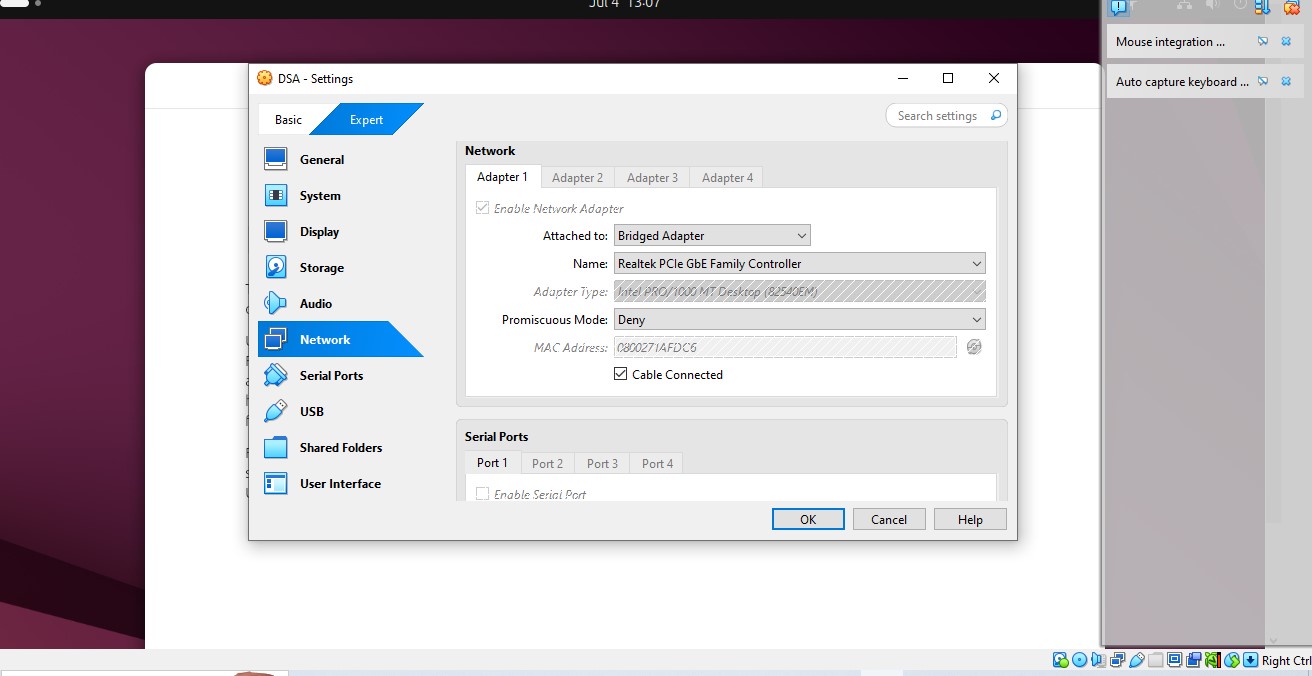 Jul 4 13:07
Mouse integration ...
Auto capture keyboard ...
DSA - Settings
Basic
Expert
Search settings
General
System
Display
Storage
Audio
Network
Serial Ports
USB
Shared Folders
User Interface
Network
Adapter 1
Adapter 2
Adapter 3
Adapter 4
Enable Network Adapter
Attached to: Bridged Adapter
Name: Realtek PCIe GbE Family Controller
Adapter Type: Intel PRO/1000 MT Desktop (82540EM)
Promiscuous Mode: Deny
MAC Address: 0800271AFDC6
Cable Connected
Serial Ports
Port 1
Port 2
Port 3
Port 4
Enable Serial Port
OK
Cancel
Help
Right Ctrl